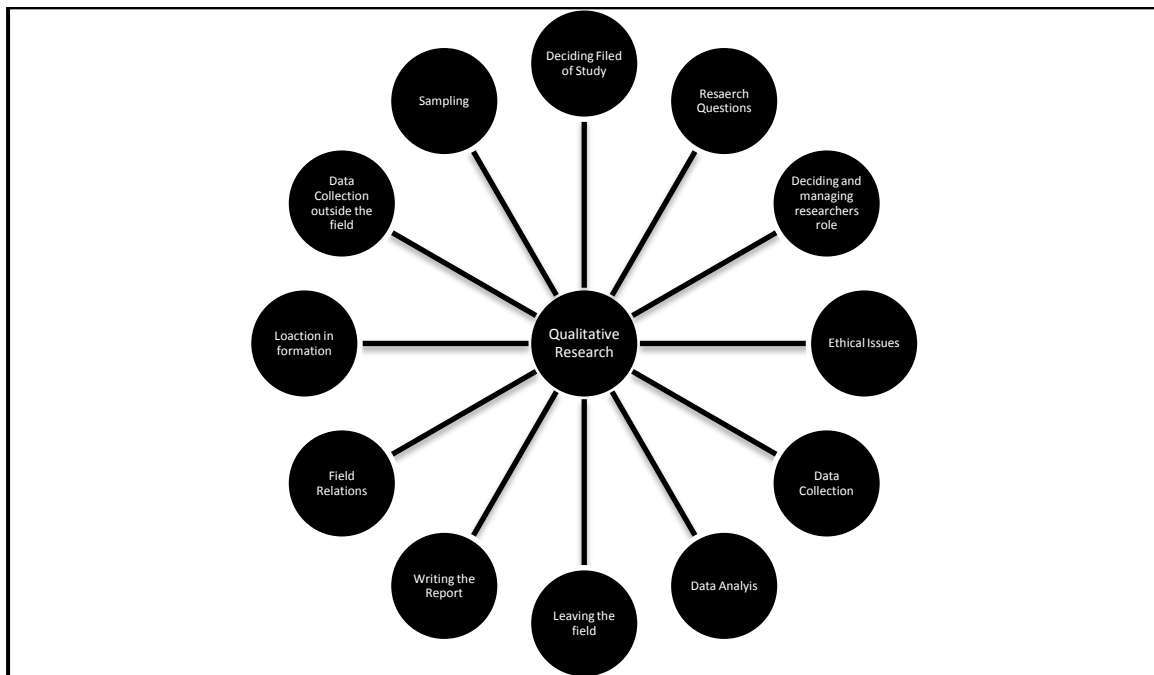 Deciding Filed
of Study
Resaerch
Questions
Deciding and
managing
researchers
role
Ethical Issues
Data
Collection
Data Analyis
Leaving the
field
Writing the
Report
Field
Relations
Loaction in
formation
Data
Collection
outside the
field
Sampling
Qualitative
Research